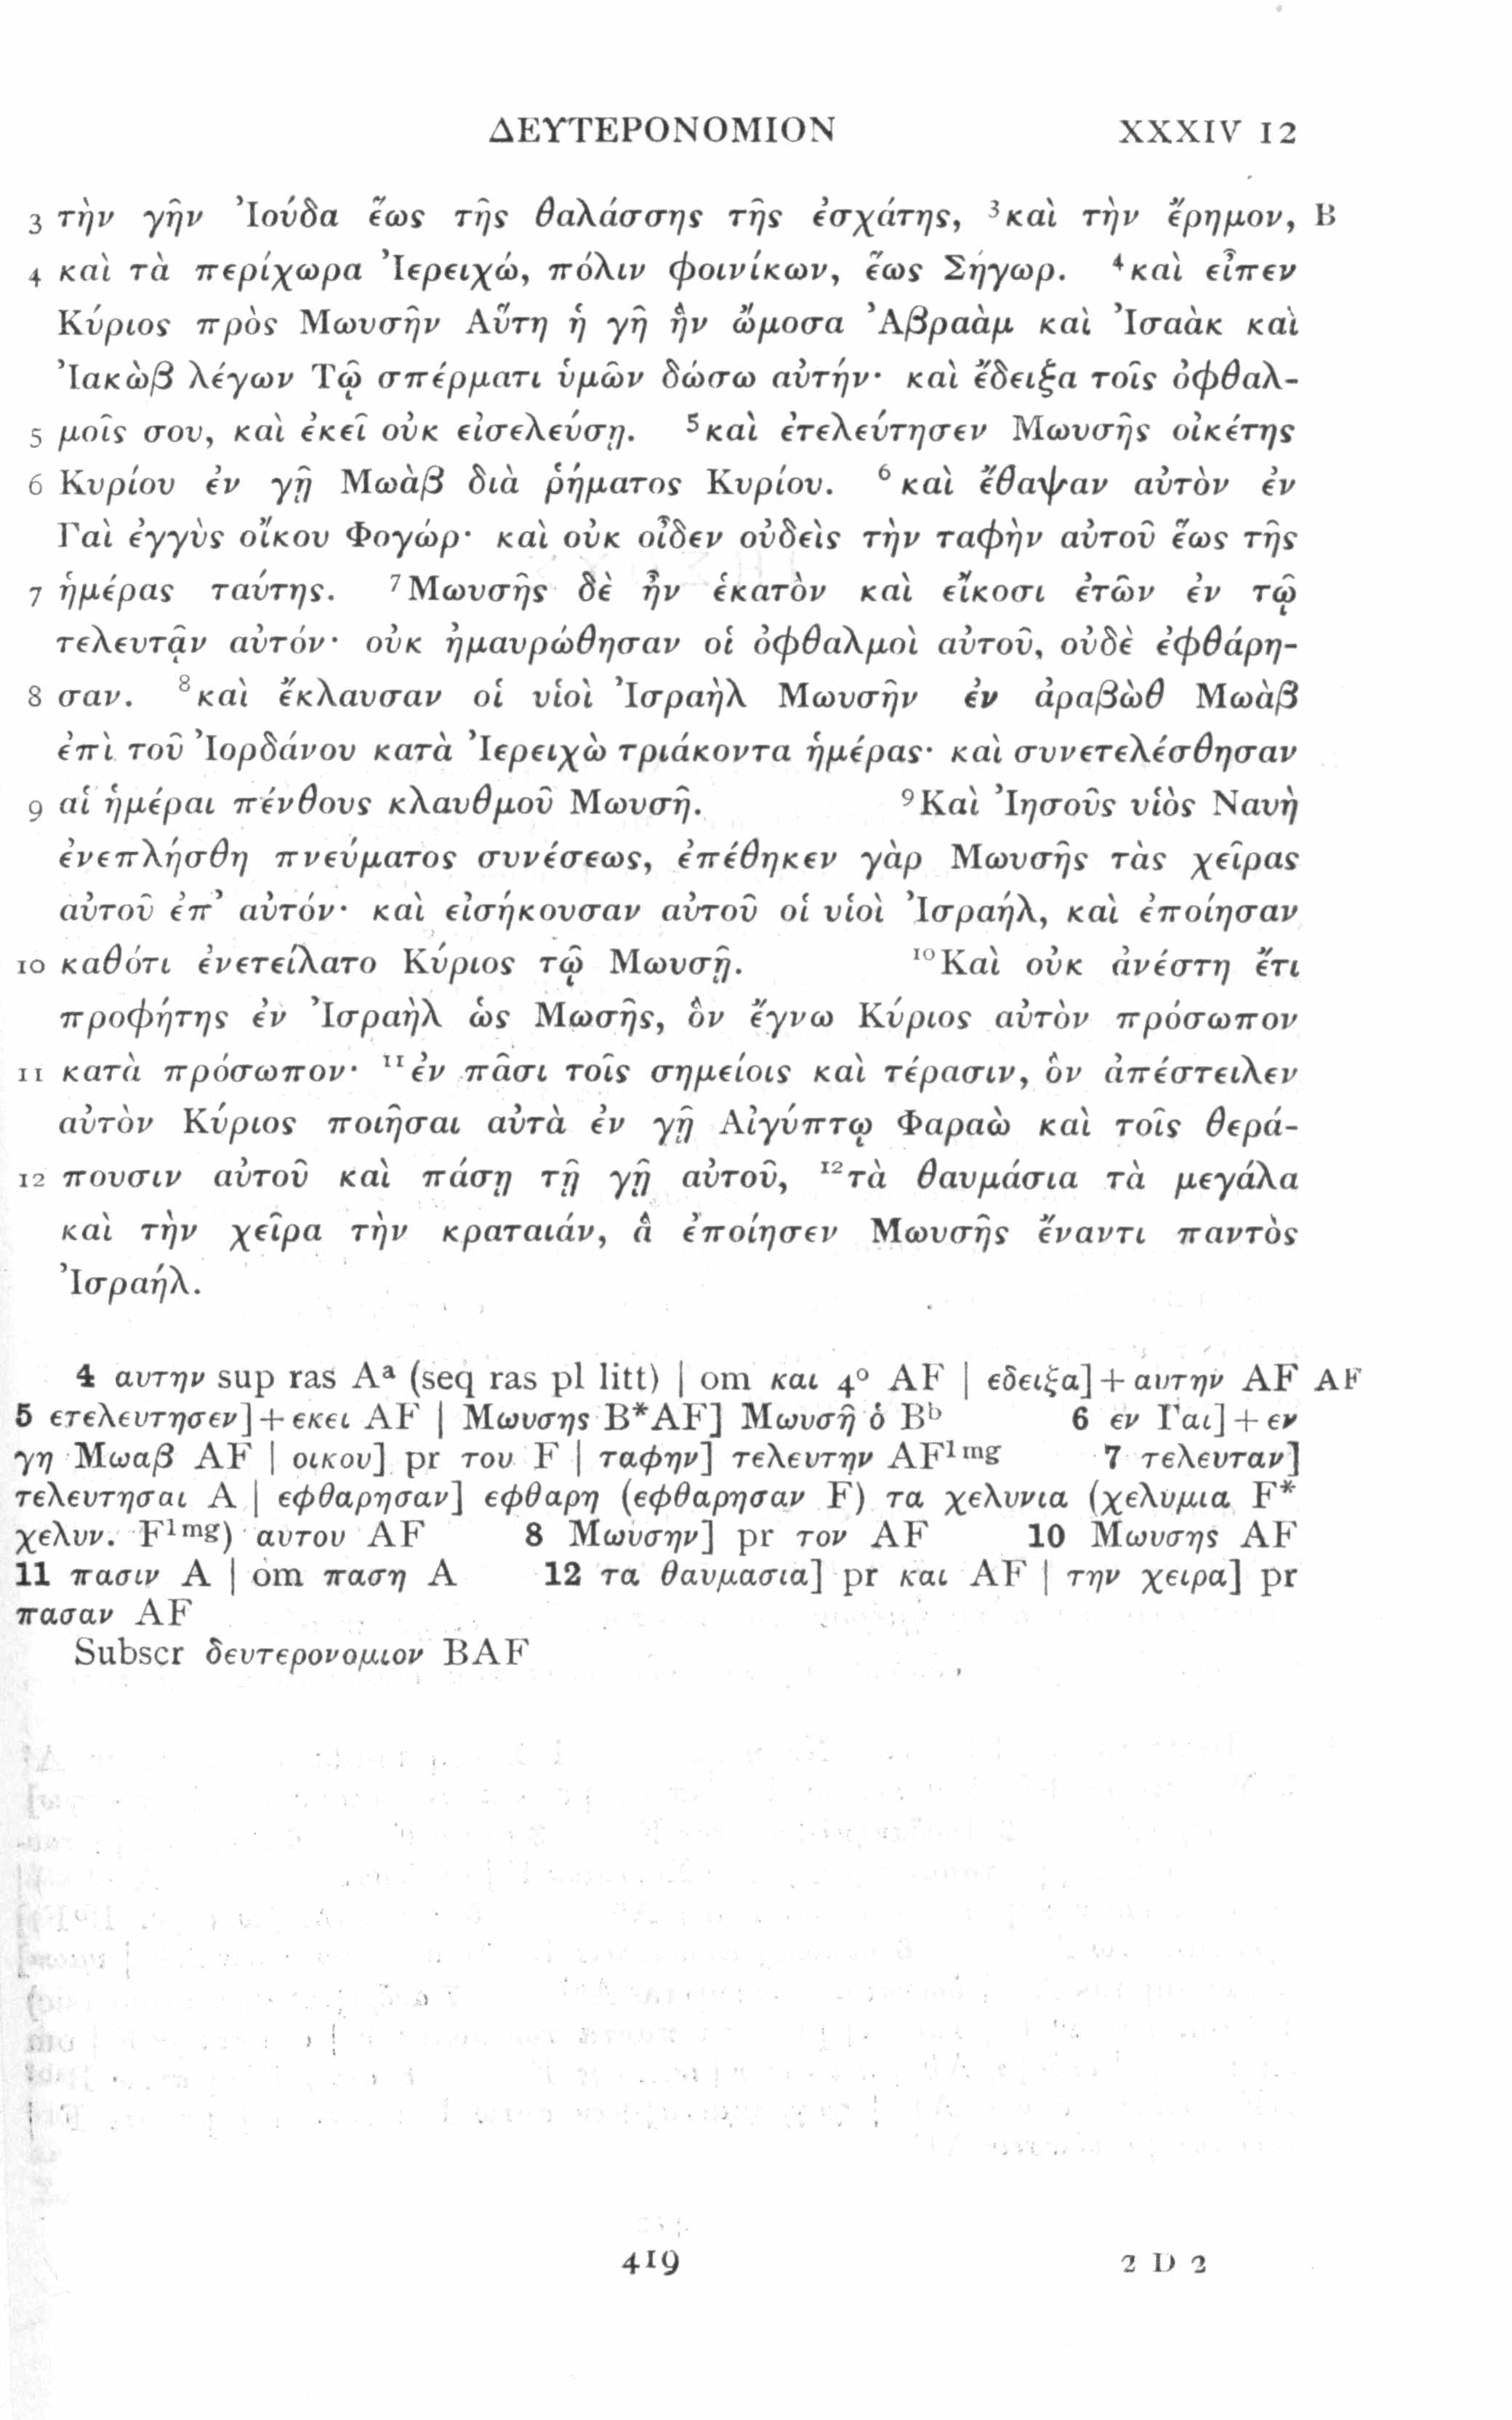 ΔΕΥΤΕΡΟΝΟΜΙΟΝ XXXIV 12
3 τὴν γῆν Ἰούδα ἕως τῆς θαλάσσης τῆς ἐσχάτης, ³καὶ τὴν ἔρημον, B
4 καὶ τὰ περίχωρα Ἰερειχώ, πόλιν φοινίκων, ἕως Σήγωρ. ⁴καὶ εἶπεν
Κύριος πρὸς Μωυσῆν Αὕτη ἡ γῆ ἣν ὤμοσα Ἀβραὰμ καὶ Ἰσαὰκ καὶ
Ἰακὼβ λέγων Τῷ σπέρματι ὑμῶν δώσω αὐτήν· καὶ ἔδειξα τοῖς ὀφθαλ-
5 μοῖς σου, καὶ ἐκεῖ οὐκ εἰσελεύσῃ. ⁵καὶ ἐτελεύτησεν Μωυσῆς οἰκέτης
6 Κυρίου ἐν γῇ Μωὰβ διὰ ῥήματος Κυρίου. ⁶καὶ ἔθαψαν αὐτὸν ἐν
Γαὶ ἐγγὺς οἴκου Φογώρ· καὶ οὐκ οἶδεν οὐδεὶς τὴν ταφὴν αὐτοῦ ἕως τῆς
7 ἡμέρας ταύτης. ⁷Μωυσῆς δὲ ἦν ἑκατὸν καὶ εἴκοσι ἐτῶν ἐν τῷ
τελευτᾷν αὐτόν· οὐκ ἠμαυρώθησαν οἱ ὀφθαλμοὶ αὐτοῦ, οὐδὲ ἐφθάρη-
8 σαν. ⁸καὶ ἔκλαυσαν οἱ υἱοὶ Ἰσραὴλ Μωυσῆν ἐν ἀραβὼθ Μωὰβ
ἐπὶ τοῦ Ἰορδάνου κατὰ Ἰερειχὼ τριάκοντα ἡμέρας· καὶ συνετελέσθησαν
9 αἱ ἡμέραι πένθους κλαυθμοῦ Μωυσῆ. ⁹Καὶ Ἰησοῦς υἱὸς Ναυὴ
ἐνεπλήσθη πνεύματος συνέσεως, ἐπέθηκεν γὰρ Μωυσῆς τὰς χεῖρας
αὐτοῦ ἐπ᾽ αὐτόν· καὶ εἰσήκουσαν αὐτοῦ οἱ υἱοὶ Ἰσραήλ, καὶ ἐποίησαν
10 καθότι ἐνετείλατο Κύριος τῷ Μωυσῇ. ¹⁰Καὶ οὐκ ἀνέστη ἔτι
προφήτης ἐν Ἰσραὴλ ὡς Μωσῆς, ὃν ἔγνω Κύριος αὐτὸν πρόσωπον
11 κατὰ πρόσωπον· ¹¹ἐν πᾶσι τοῖς σημείοις καὶ τέρασιν, ὃν ἀπέστειλεν
αὐτὸν Κύριος ποιῆσαι αὐτὰ ἐν γῇ Αἰγύπτῳ Φαραὼ καὶ τοῖς θερά-
12 πουσιν αὐτοῦ καὶ πάσῃ τῇ γῇ αὐτοῦ, ¹²τὰ θαυμάσια τὰ μεγάλα
καὶ τὴν χεῖρα τὴν κραταιάν, ἃ ἐποίησεν Μωυσῆς ἔναντι παντὸς
Ἰσραήλ.
4 αυτην sup ras Aᵃ (seq ras pl litt) | om και 4º AF | εδειξα]+αυτην AF AF
5 ετελευτησεν]+εκει AF | Μωυσης B*AF] Μωυσῆ ὁ Bᵇ 6 εν Γαι]+εν
γη Μωαβ AF | οικου] pr του F | ταφην] τελευτην AF¹ᵐᵍ 7 τελευταν]
τελευτησαι A | εφθαρησαν] εφθαρη (εφθαρησαν F) τα χελυνια (χελυμια F*
χελυν. F¹ᵐᵍ) αυτου AF 8 Μωυσην] pr τον AF 10 Μωυσης AF
11 πασιν A | om παση A 12 τα θαυμασια] pr και AF | την χειρα] pr
πασαν AF
Subscr δευτερονομιον BAF
419 2 D 2